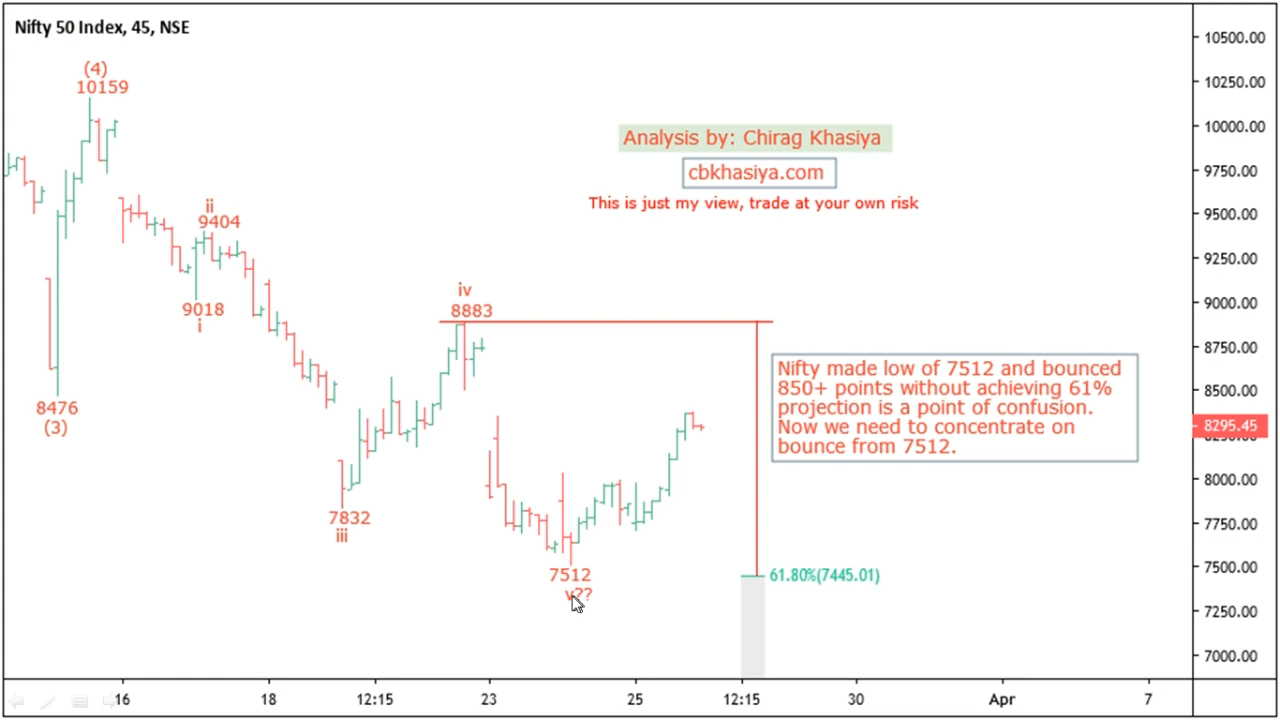 Nifty 50 Index, 45, NSE
(4)
10159
ii
9404
9018
i
8476
(3)
iv
8883
7832
iii
7512
v??
Analysis by: Chirag Khasiya
cbkhasiya.com
This is just my view, trade at your own risk
Nifty made low of 7512 and bounced
850+ points without achieving 61%
projection is a point of confusion.
Now we need to concentrate on
bounce from 7512.
61.80%(7445.01)
10500.00
10250.00
10000.00
9750.00
9500.00
9250.00
9000.00
8750.00
8500.00
8295.45
8250.00
8000.00
7750.00
7500.00
7250.00
7000.00
16 18 12:15 23 25 12:15 30 Apr 7